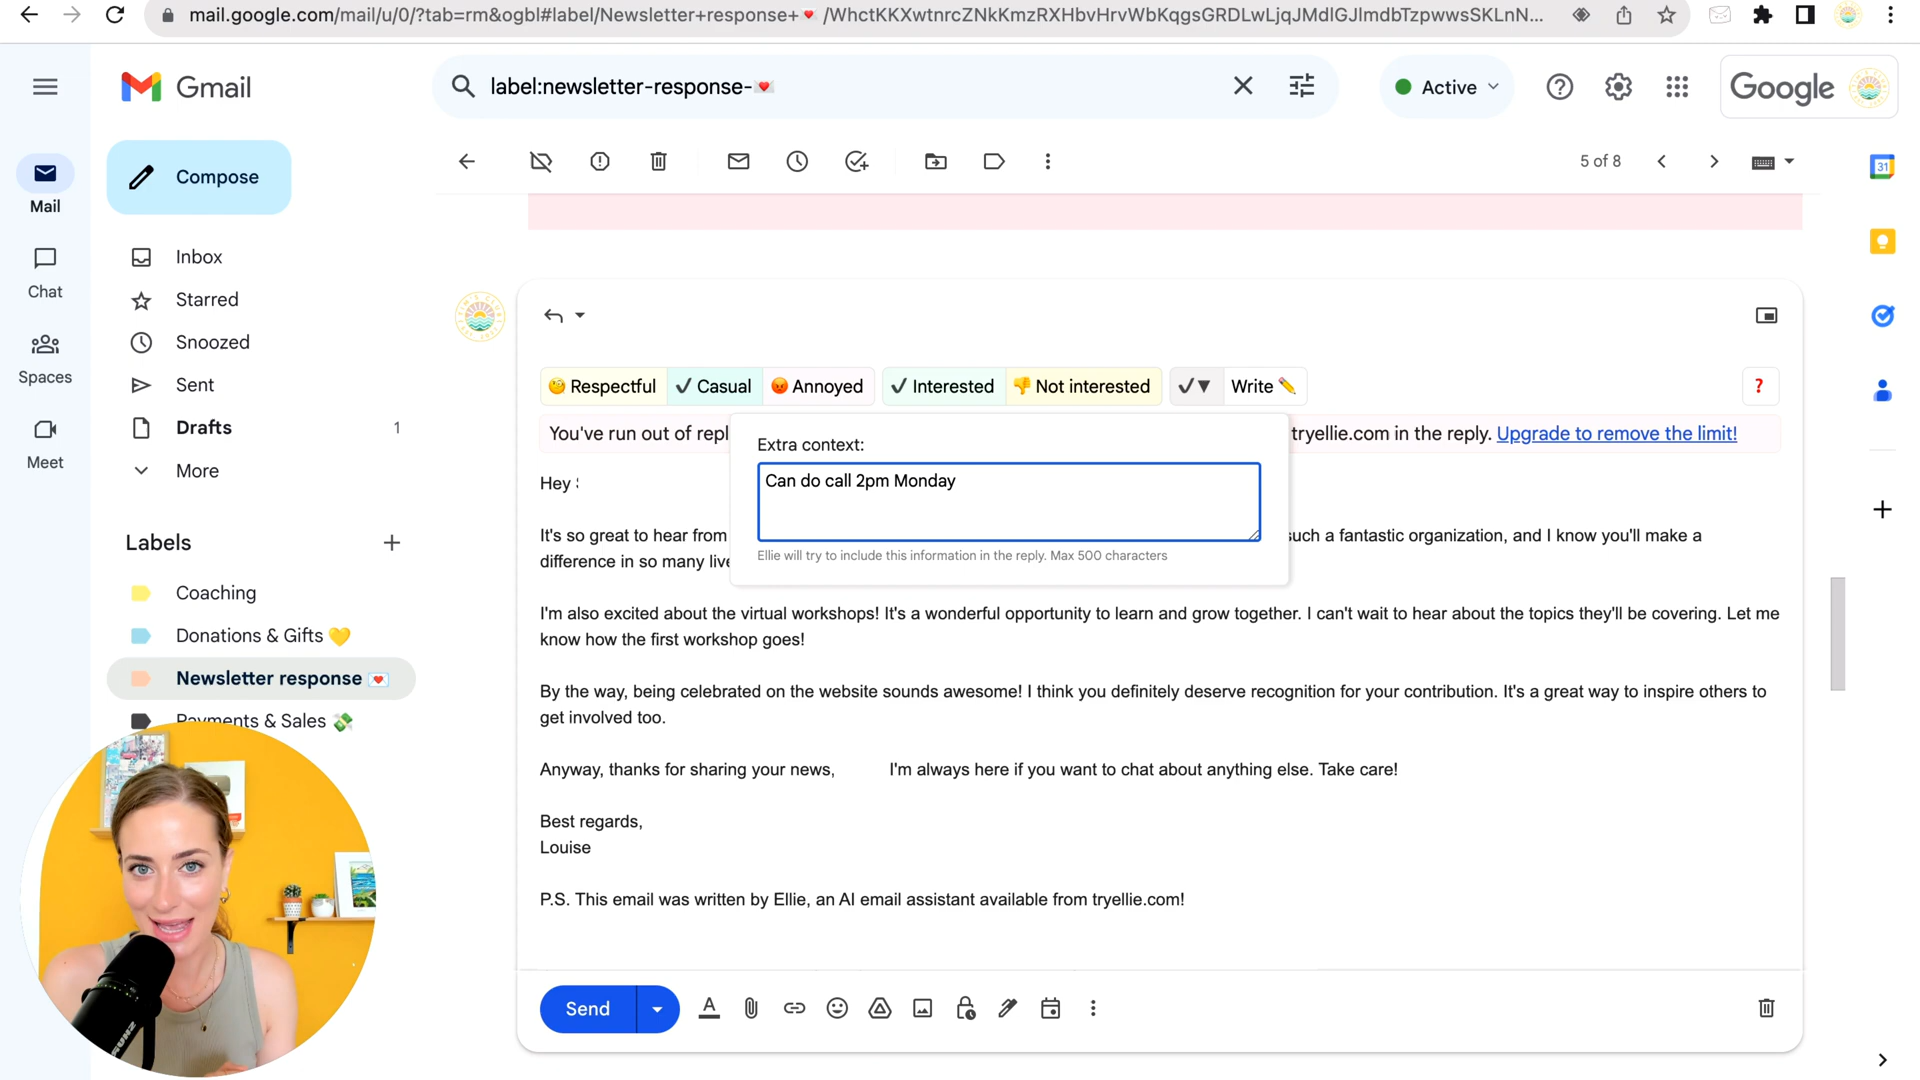 mail.google.com/mail/u/0/?tab=rm&ogbl#label/Newsletter+response+💌/WhctKKXwtnrcZNkKmzRXHbvHrvWbKqgsGRDLwLjqJMdlGJlmdbTzpwwsSKLnN...
Gmail
label:newsletter-response-💌
Active
Google
Compose
5 of 8
Mail
Inbox
Chat
Starred
Snoozed
Spaces
Sent
🧐 Respectful ✓ Casual 😡 Annoyed ✓ Interested 👎 Not interested ✓▼ Write ✏️ ?
Drafts 1
You've run out of repl
tryellie.com in the reply. Upgrade to remove the limit!
Meet
More
Extra context:
Can do call 2pm Monday
Ellie will try to include this information in the reply. Max 500 characters
Hey
It's so great to hear from
such a fantastic organization, and I know you'll make a
difference in so many live
Labels
Coaching
Donations & Gifts 💛
Newsletter response 💌
Payments & Sales 💸
I'm also excited about the virtual workshops! It's a wonderful opportunity to learn and grow together. I can't wait to hear about the topics they'll be covering. Let me
know how the first workshop goes!
By the way, being celebrated on the website sounds awesome! I think you definitely deserve recognition for your contribution. It's a great way to inspire others to
get involved too.
Anyway, thanks for sharing your news, I'm always here if you want to chat about anything else. Take care!
Best regards,
Louise
P.S. This email was written by Ellie, an AI email assistant available from tryellie.com!
Send
31